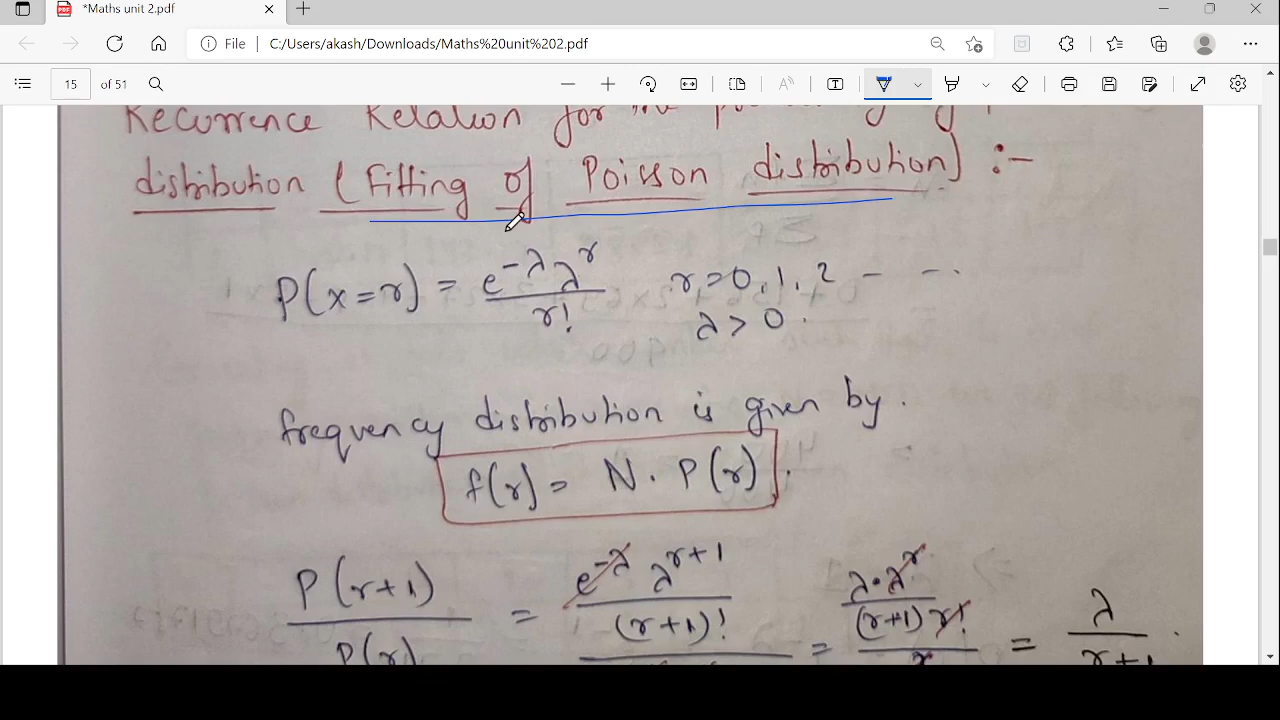 *Maths unit 2.pdf
File C:/Users/akash/Downloads/Maths%20unit%202.pdf
15 of 51
Recurrence Relation for the
distribution (Fitting of Poisson distribution) :-
P(x=r) = e^{-λ} λ^r / r! r=0,1,2 - -.
λ > 0.
frequency distribution is given by.
f(r) = N. P(r).
P(r+1) / P(r) = e^{-λ} λ^{r+1} / (r+1)! = λ.λ^r / (r+1) r! = λ / r+1.